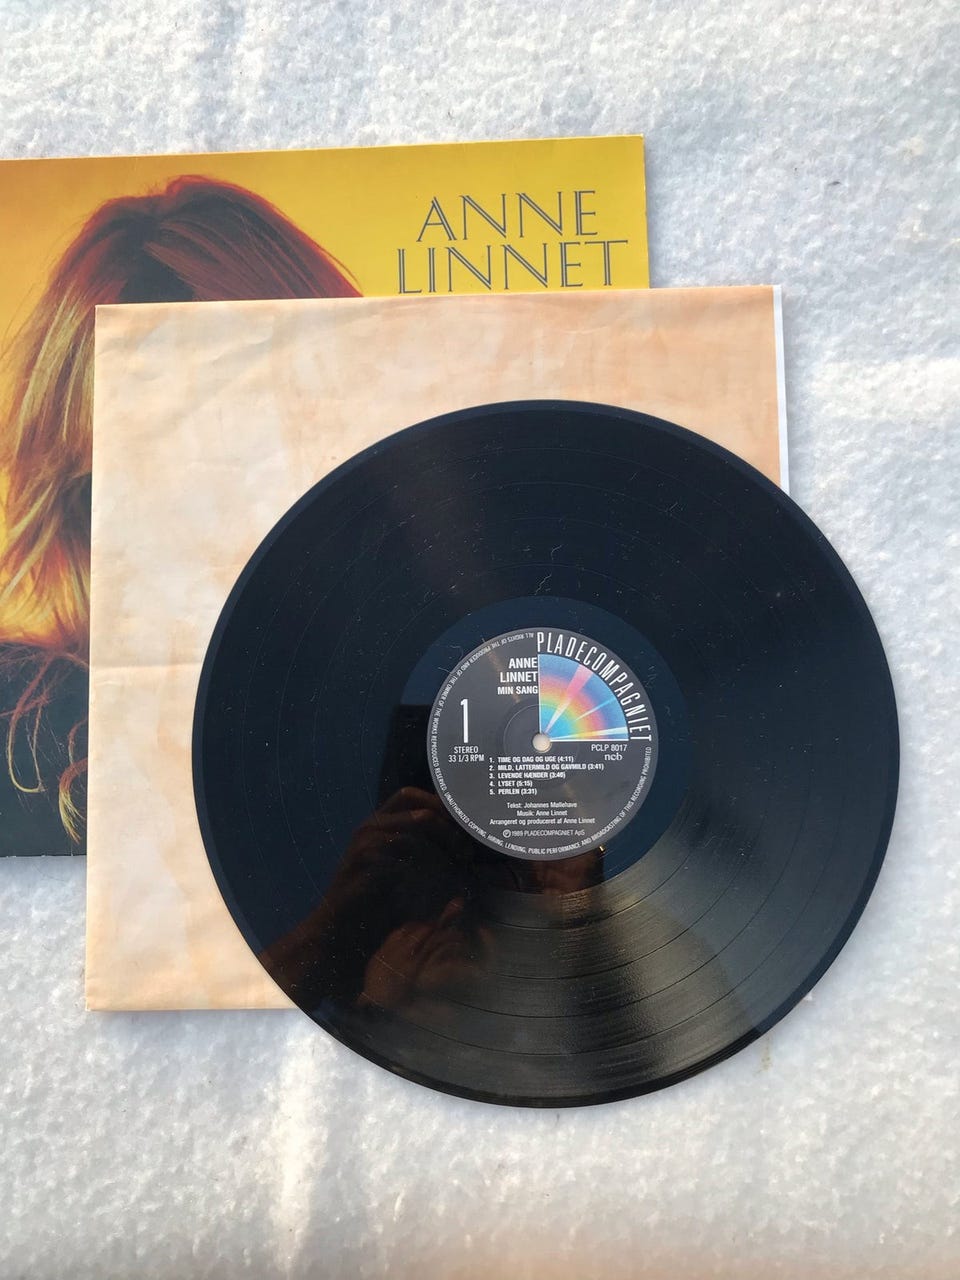 ANNE
LINNET
PLADECOMPAGNIET
ANNE
LINNET
MIN SANG
1
STEREO
33 1/3 RPM
PCLP 8017
ncb
1. TIME OG DAG OG UGE (4:11)
2. MILD, LATTERMILD OG GAVMILD (3:41)
3. LEVENDE HÆNDER (3:40)
4. LYSET (5:15)
5. PERLEN (3:31)
Tekst: Johannes Møllehave
Musik: Anne Linnet
Arrangeret og produceret af Anne Linnet
Ⓟ 1989 PLADECOMPAGNIET ApS
ALL RIGHTS OF THE PRODUCER AND OF THE OWNER OF THE WORKS REPRODUCED RESERVED. UNAUTHORIZED COPYING, HIRING, LENDING, PUBLIC PERFORMANCE AND BROADCASTING OF THIS RECORDING PROHIBITED